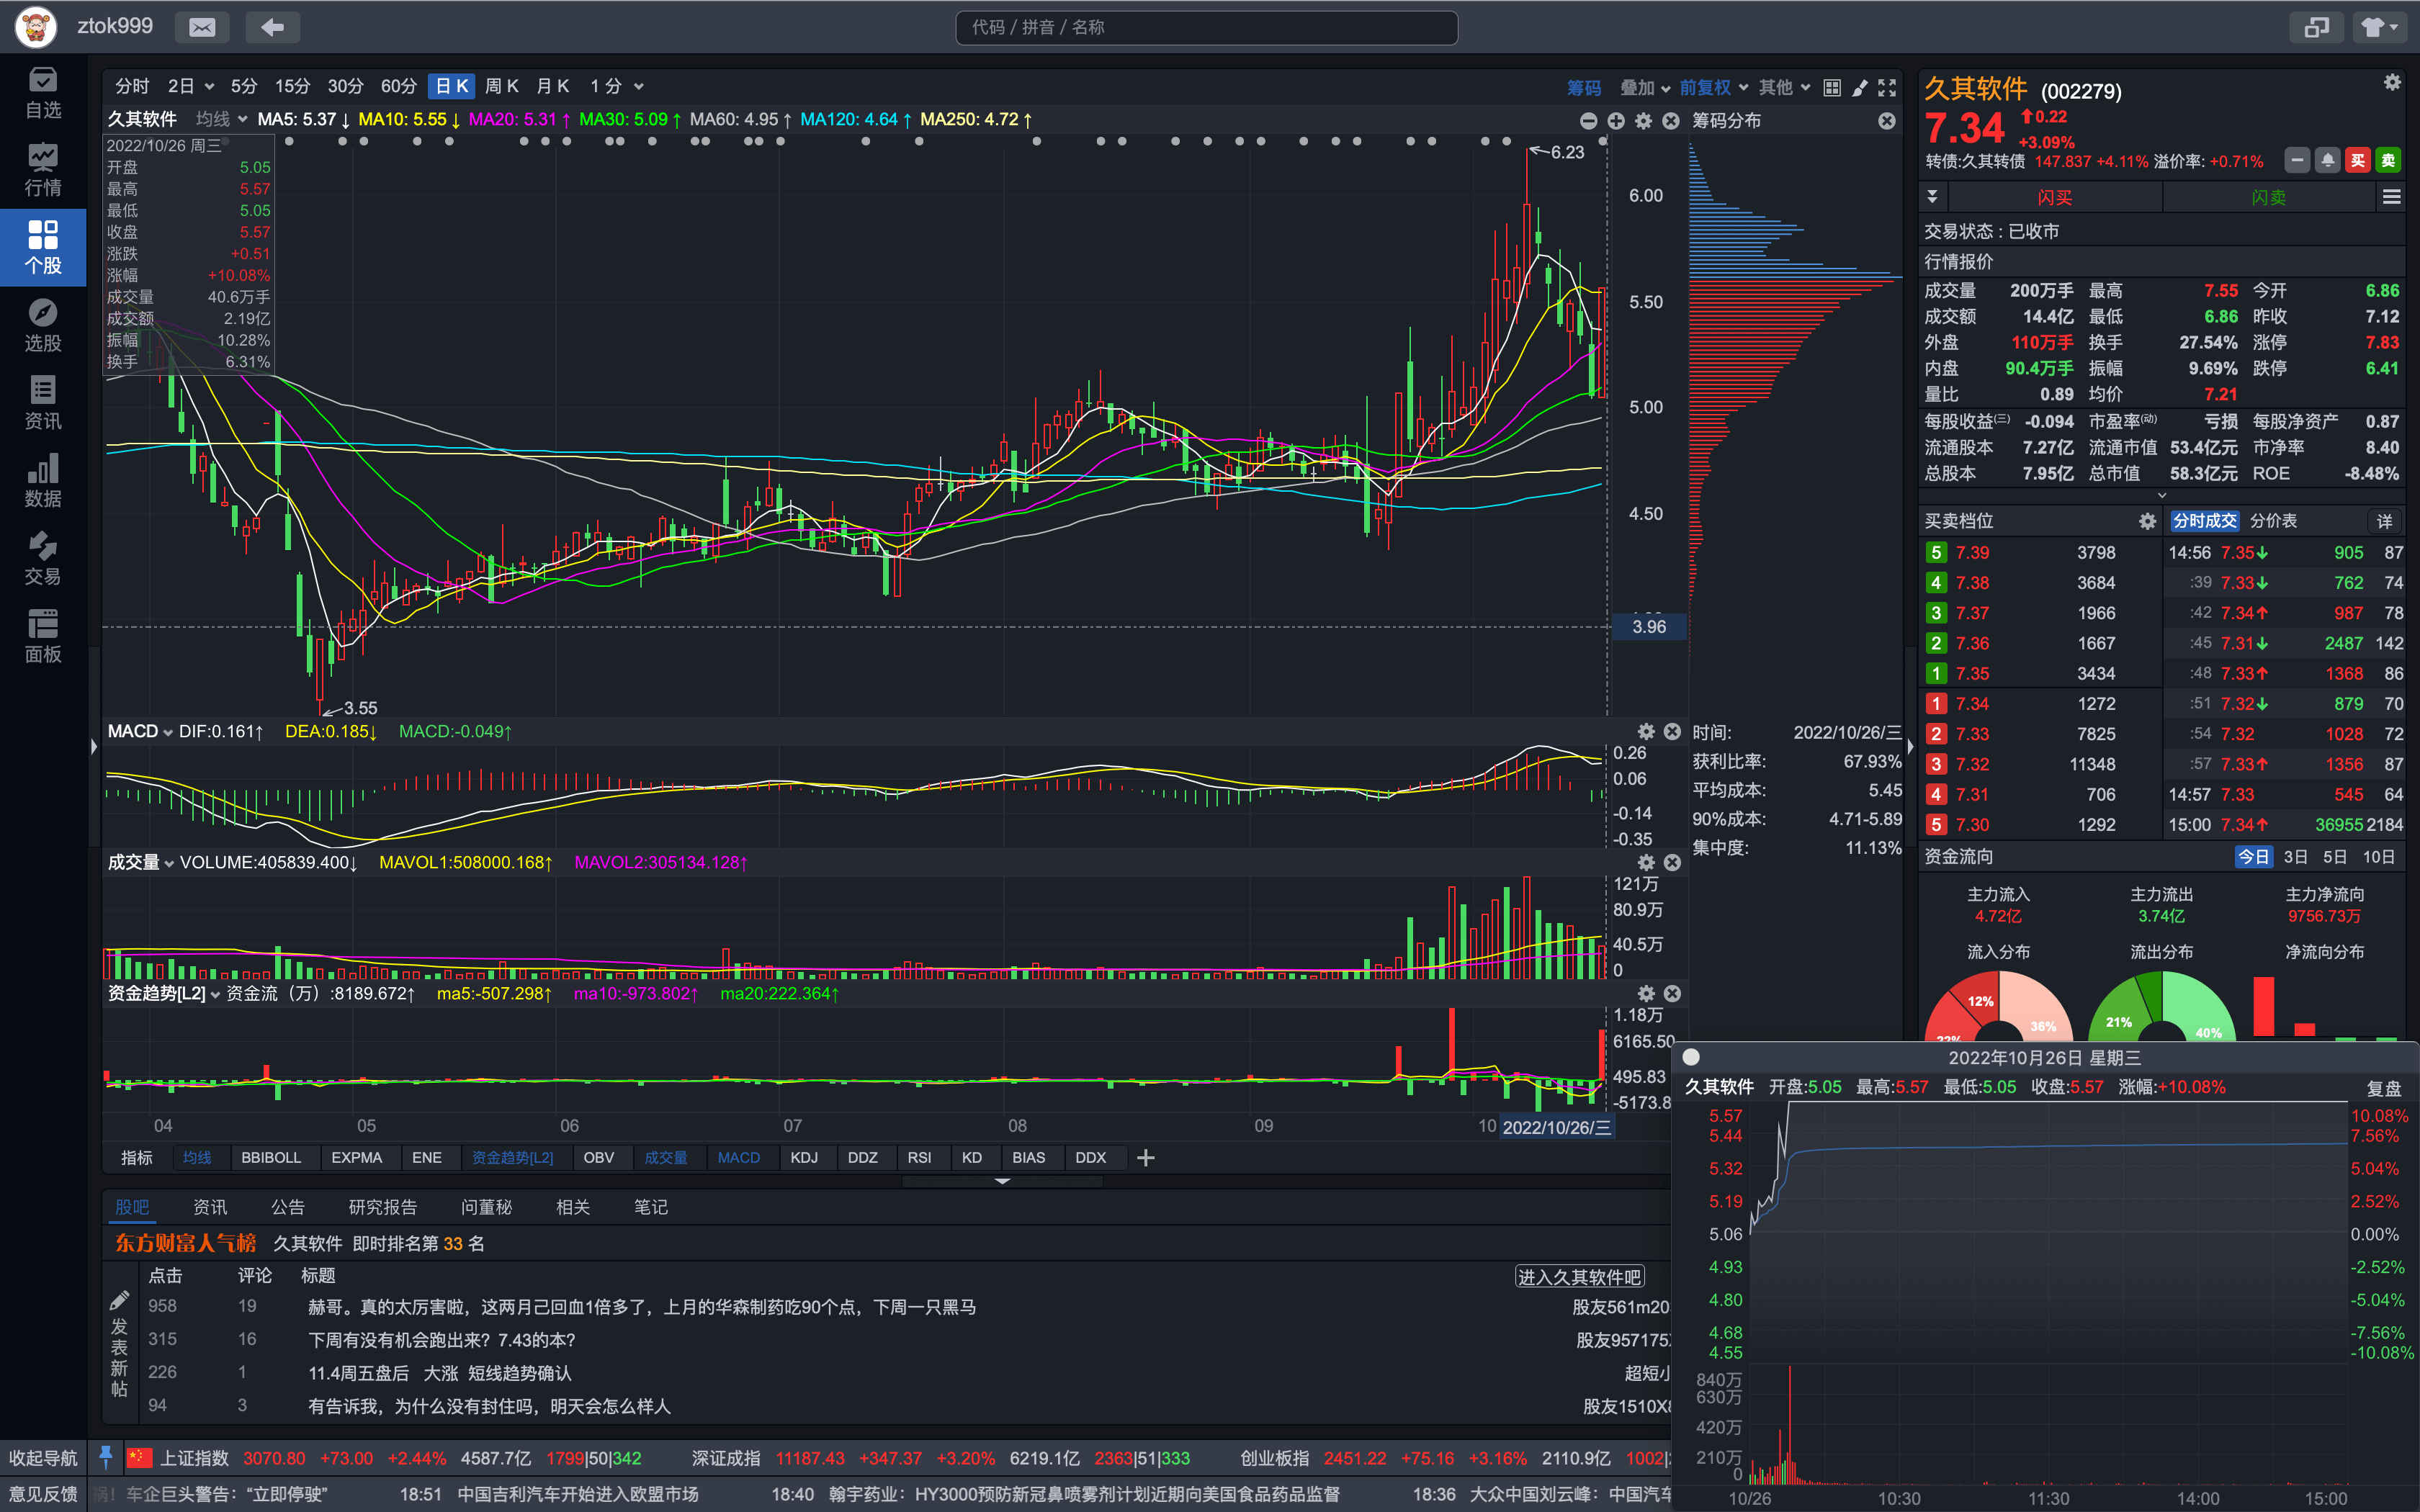 ztok999
代码 / 拼音 / 名称
自选
行情
个股
选股
资讯
数据
交易
面板
分时 2日 5分 15分 30分 60分 日K 周K 月K 1分
筹码 叠加 前复权 其他
久其软件 均线 MA5: 5.37↓ MA10: 5.55↓ MA20: 5.31↑ MA30: 5.09↑ MA60: 4.95↑ MA120: 4.64↑ MA250: 4.72↑
筹码分布
2022/10/26 周三
开盘 5.05
最高 5.57
最低 5.05
收盘 5.57
涨跌 +0.51
涨幅 +10.08%
成交量 40.6万手
成交额 2.19亿
振幅 10.28%
换手 6.31%
6.23
6.00
5.50
5.00
4.50
3.96
3.55
MACD DIF:0.161↑ DEA:0.185↓ MACD:-0.049↑
0.26
0.06
-0.14
-0.35
时间: 2022/10/26/三
获利比率: 67.93%
平均成本: 5.45
90%成本: 4.71-5.89
集中度: 11.13%
成交量 VOLUME:405839.400↓ MAVOL1:508000.168↑ MAVOL2:305134.128↑
121万
80.9万
40.5万
0
资金趋势[L2] 资金流（万）:8189.672↑ ma5:-507.298↑ ma10:-973.802↑ ma20:222.364↑
1.18万
6165.50
495.83
-5173.8
04 05 06 07 08 09 10 2022/10/26/三
指标 均线 BBIBOLL EXPMA ENE 资金趋势[L2] OBV 成交量 MACD KDJ DDZ RSI KD BIAS DDX
股吧 资讯 公告 研究报告 问董秘 相关 笔记
东方财富人气榜 久其软件 即时排名第 33 名
点击 评论 标题 进入久其软件吧
发表新帖
958 19 赫哥。真的太厉害啦，这两月己回血1倍多了，上月的华森制药吃90个点，下周一只黑马 股友561m20
315 16 下周有没有机会跑出来？7.43的本？ 股友957175
226 1 11.4周五盘后 大涨 短线趋势确认 超短小
94 3 有告诉我，为什么没有封住吗，明天会怎么样人 股友1510X
久其软件 (002279)
7.34 0.22
+3.09%
转债:久其转债 147.837 +4.11% 溢价率: +0.71% 买 卖
闪买 闪卖
交易状态：已收市
行情报价
成交量 200万手 最高 7.55 今开 6.86
成交额 14.4亿 最低 6.86 昨收 7.12
外盘 110万手 换手 27.54% 涨停 7.83
内盘 90.4万手 振幅 9.69% 跌停 6.41
量比 0.89 均价 7.21
每股收益(三) -0.094 市盈率(动) 亏损 每股净资产 0.87
流通股本 7.27亿 流通市值 53.4亿元 市净率 8.40
总股本 7.95亿 总市值 58.3亿元 ROE -8.48%
买卖档位 分时成交 分价表 详
5 7.39 3798 14:56 7.35↓ 905 87
4 7.38 3684 :39 7.33↓ 762 74
3 7.37 1966 :42 7.34↑ 987 78
2 7.36 1667 :45 7.31↓ 2487 142
1 7.35 3434 :48 7.33↑ 1368 86
1 7.34 1272 :51 7.32↓ 879 70
2 7.33 7825 :54 7.32 1028 72
3 7.32 11348 :57 7.33↑ 1356 87
4 7.31 706 14:57 7.33 545 64
5 7.30 1292 15:00 7.34↑ 36955 2184
资金流向 今日 3日 5日 10日
主力流入 主力流出 主力净流向
4.72亿 3.74亿 9756.73万
流入分布 流出分布 净流向分布
12% 36% 21% 40%
2022年10月26日 星期三
久其软件 开盘:5.05 最高:5.57 最低:5.05 收盘:5.57 涨幅:+10.08% 复盘
5.57 10.08%
5.44 7.56%
5.32 5.04%
5.19 2.52%
5.06 0.00%
4.93 -2.52%
4.80 -5.04%
4.68 -7.56%
4.55 -10.08%
840万
630万
420万
210万
0
10/26 10:30 11:30 14:00 15:00
收起导航 上证指数 3070.80 +73.00 +2.44% 4587.7亿 1799|50|342 深证成指 11187.43 +347.37 +3.20% 6219.1亿 2363|51|333 创业板指 2451.22 +75.16 +3.16% 2110.9亿 1002|
意见反馈 祸！车企巨头警告：“立即停驶” 18:51 中国吉利汽车开始进入欧盟市场 18:40 翰宇药业：HY3000预防新冠鼻喷雾剂计划近期向美国食品药品监督 18:36 大众中国刘云峰：中国汽车